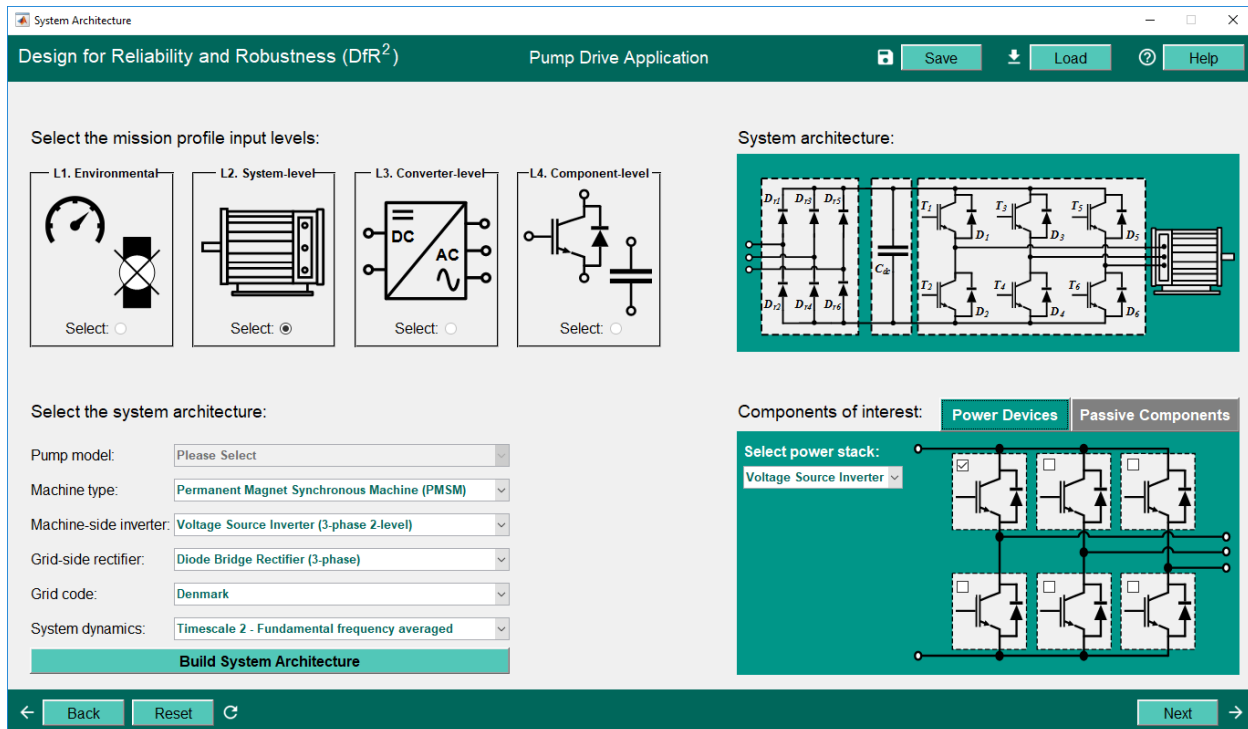 System Architecture
Design for Reliability and Robustness (DfR2)
Pump Drive Application
Save
Load
Help
Select the mission profile input levels:
L1. Environmental
L2. System-level
L3. Converter-level
L4. Component-level
DC
AC
Select:
Select:
Select:
Select:
System architecture:
Dr1 Dr3 Dr5
T1 T3 T5
D1 D3 D5
Cdc
T2 T4 T6
Dr2 Dr4 Dr6
D2 D4 D6
Select the system architecture:
Pump model: Please Select
Machine type: Permanent Magnet Synchronous Machine (PMSM)
Machine-side inverter: Voltage Source Inverter (3-phase 2-level)
Grid-side rectifier: Diode Bridge Rectifier (3-phase)
Grid code: Denmark
System dynamics: Timescale 2 - Fundamental frequency averaged
Build System Architecture
Components of interest:
Power Devices
Passive Components
Select power stack:
Voltage Source Inverter
Back
Reset
Next